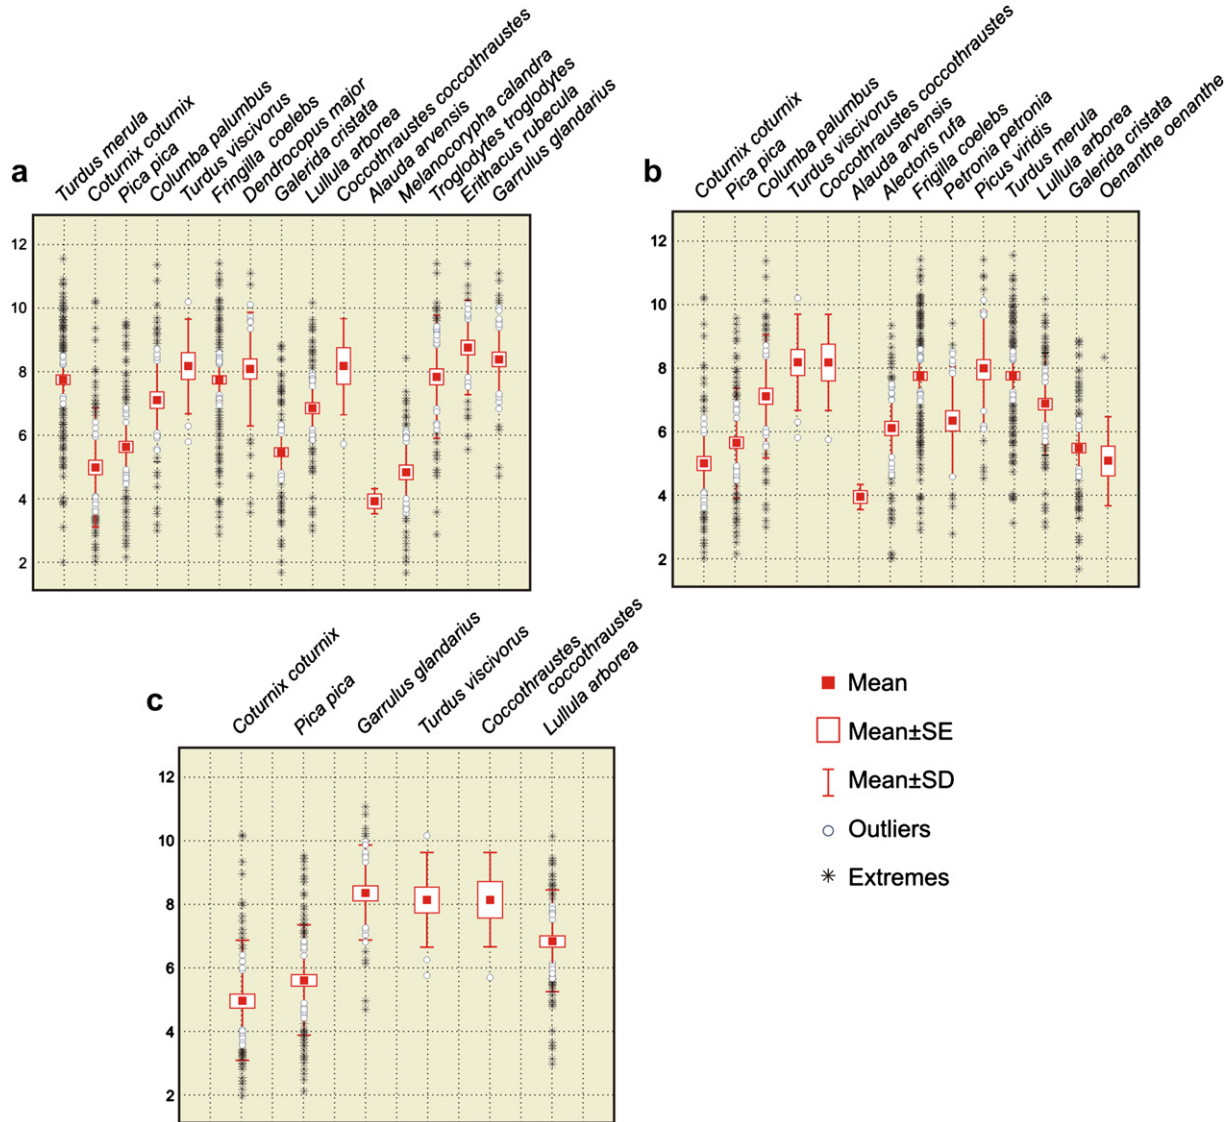 a
Turdus merula
Coturnix coturnix
Pica pica
Columba palumbus
Turdus viscivorus
Fringilla coelebs
Dendrocopus major
Galerida cristata
Lullula arborea
Coccothraustes coccothraustes
Alauda arvensis
Melanocorypha calandra
Troglodytes troglodytes
Erithacus rubecula
Garrulus glandarius
12
10
8
6
4
2
b
Coturnix coturnix
Pica pica
Columba palumbus
Turdus viscivorus
Coccothraustes coccothraustes
Alauda arvensis
Alectoris rufa
Frigilla coelebs
Petronia petronia
Picus viridis
Turdus merula
Lullula arborea
Galerida cristata
Oenanthe oenanthe
12
10
8
6
4
2
c
Coturnix coturnix
Pica pica
Garrulus glandarius
Turdus viscivorus
Coccothraustes
coccothraustes
Lullula arborea
12
10
8
6
4
2
Mean
Mean±SE
Mean±SD
Outliers
Extremes